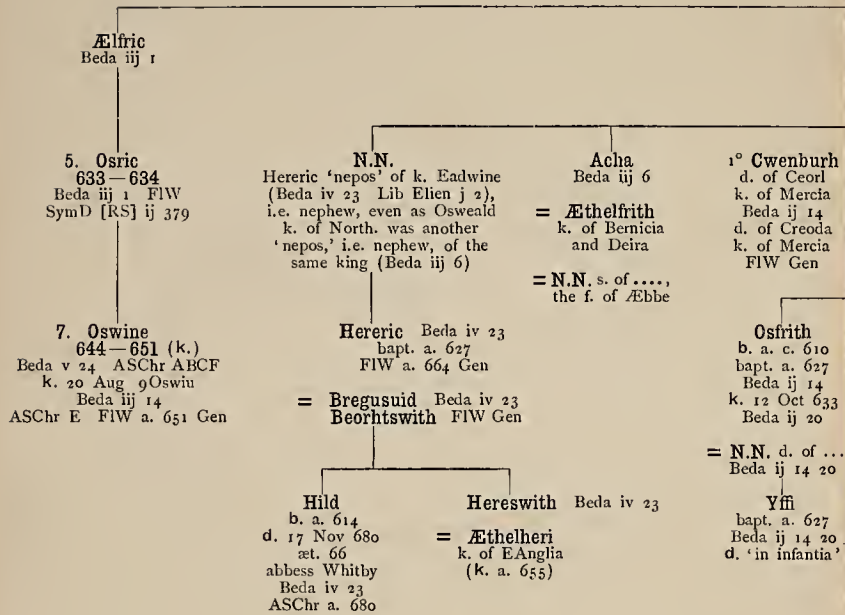 Ælfric
Beda iij 1
5. Osric
633—634
Beda iij 1 FlW
SymD [RS] ij 379
7. Oswine
644—651 (k.)
Beda v 24 ASChr ABCF
k. 20 Aug 9Oswiu
Beda iij 14
ASChr E FlW a. 651 Gen
N.N.
Hereric 'nepos' of k. Eadwine
(Beda iv 23 Lib Elien j 2),
i.e. nephew, even as Osweald
k. of North. was another
'nepos,' i.e. nephew, of the
same king (Beda iij 6)
Hereric Beda iv 23
bapt. a. 627
FlW a. 664 Gen
= Bregusuid Beda iv 23
Beorhtswith FlW Gen
Hild
b. a. 614
d. 17 Nov 680
æt. 66
abbess Whitby
Beda iv 23
ASChr a. 680
Hereswith Beda iv 23
= Æthelheri
k. of EAnglia
(k. a. 655)
Acha
Beda iij 6
= Æthelfrith
k. of Bernicia
and Deira
= N.N. s. of ....,
the f. of Æbbe
1° Cwenburh
d. of Ceorl
k. of Mercia
Beda ij 14
d. of Creoda
k. of Mercia
FlW Gen
Osfrith
b. a. c. 610
bapt. a. 627
Beda ij 14
k. 12 Oct 633
Beda ij 20
= N.N. d. of ...
Beda ij 14 20
Yffi
bapt. a. 627
Beda ij 14 20
d. 'in infantia'